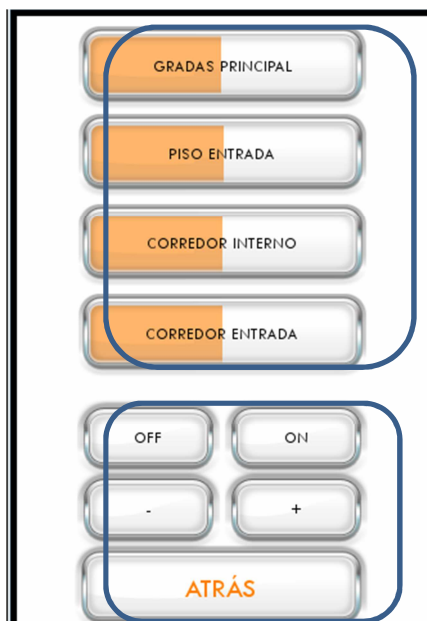 GRADAS PRINCIPAL
PISO ENTRADA
CORREDOR INTERNO
CORREDOR ENTRADA
OFF ON
- +
ATRÁS